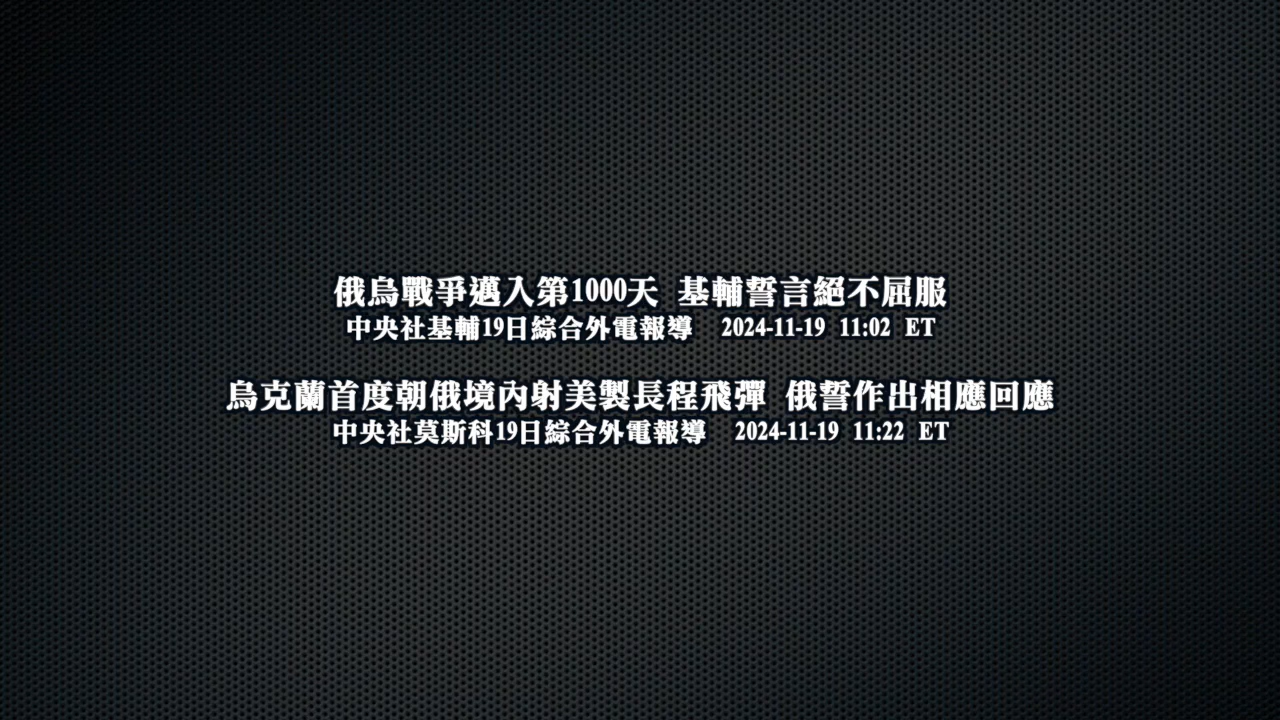 俄烏戰爭邁入第1000天 基輔誓言絕不屈服
中央社基輔19日綜合外電報導 2024-11-19 11:02 ET
烏克蘭首度朝俄境內射美製長程飛彈 俄誓作出相應回應
中央社莫斯科19日綜合外電報導 2024-11-19 11:22 ET